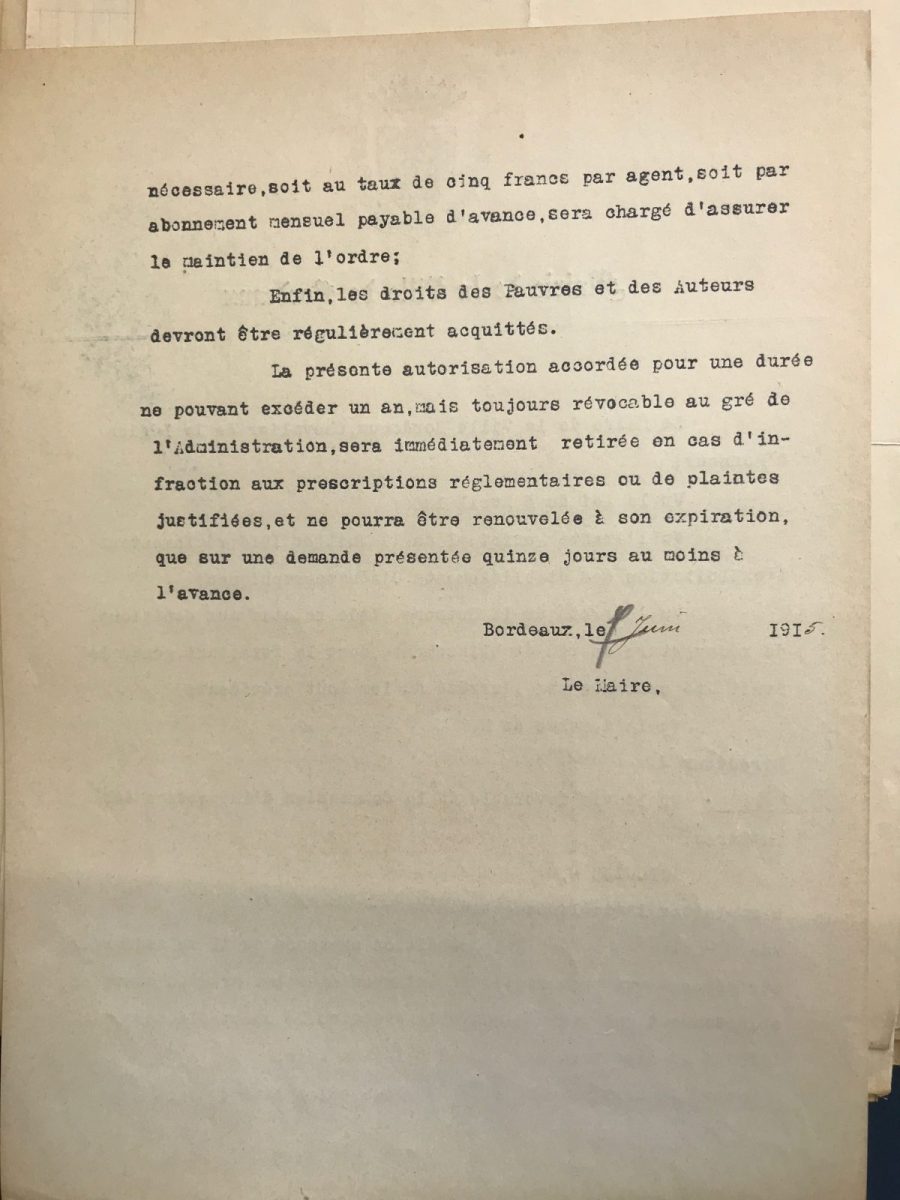 nécessaire,soit au taux de cinq francs par agent,soit par
abonnement mensuel payable d'avance,sera chargé d'assurer
le maintien de l'ordre;
Enfin,les droits des Pauvres et des Auteurs
devront être régulièrement acquittés.
La présente autorisation accordée pour une durée
ne pouvant excéder un an,mais toujours révocable au gré de
l'Administration,sera immédiatement retirée en cas d'in-
fraction aux prescriptions réglementaires ou de plaintes
justifiées,et ne pourra être renouvelée à son expiration,
que sur une demande présentée quinze jours au moins à
l'avance.
Bordeaux,le Juin 1915.
Le Maire,